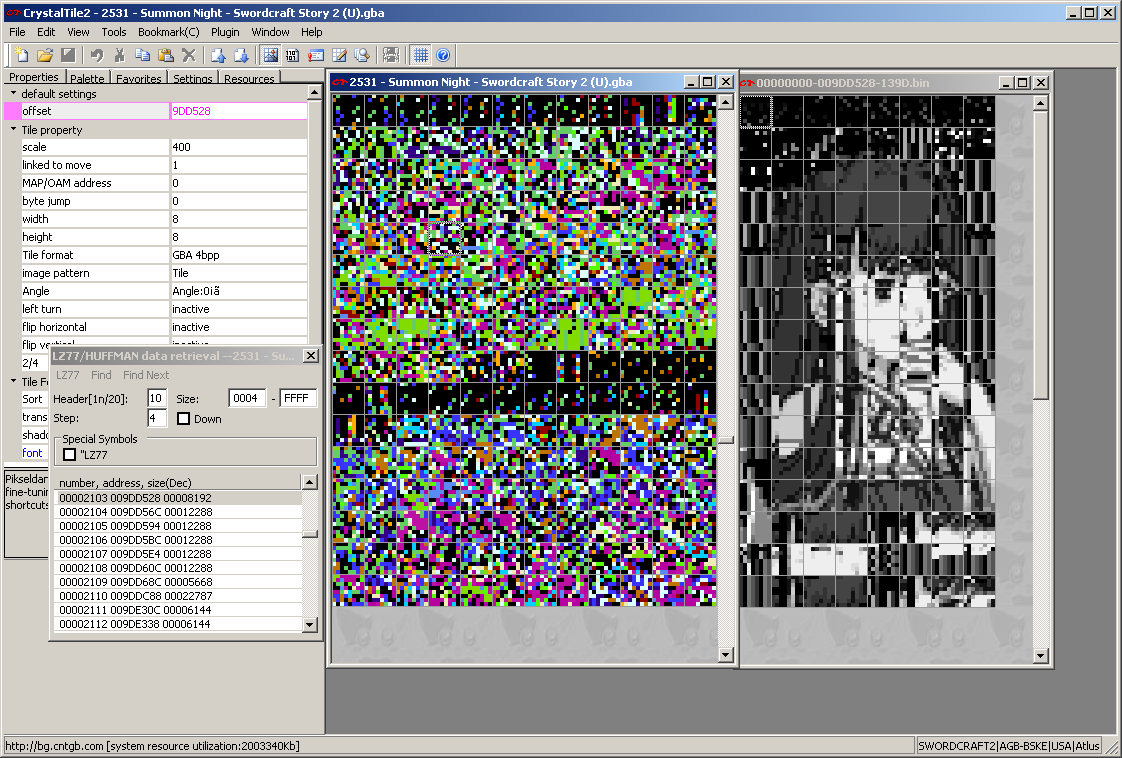 CrystalTile2 - 2531 - Summon Night - Swordcraft Story 2 (U).gba
File Edit View Tools Bookmark(C) Plugin Window Help
Properties Palette Favorites Settings Resources
default settings
offset 9DD528
Tile property
scale 400
linked to move 1
MAP/OAM address 0
byte jump 0
width 8
height 8
Tile format GBA 4bpp
image pattern Tile
Angle Angle:0iã
left turn inactive
flip horizontal inactive
flip vertical inactive
2/4
Tile Fo
Sort
trans
shado
font
Pikseldan
fine-tunin
shortcuts
LZ77/HUFFMAN data retrieval ---2531 - Su...
LZ77 Find Find Next
Header[1n/20]: 10 Size: 0004 - FFFF
Step: 4 Down
Special Symbols
"LZ77
number, address, size(Dec)
00002103 009DD528 00008192
00002104 009DD56C 00012288
00002105 009DD594 00012288
00002106 009DD5BC 00012288
00002107 009DD5E4 00012288
00002108 009DD60C 00012288
00002109 009DD68C 00005668
00002110 009DDC88 00022787
00002111 009DE30C 00006144
00002112 009DE338 00006144
2531 - Summon Night - Swordcraft Story 2 (U).gba
00000000-009DD528-139D.bin
http://bg.cntgb.com [system resource utilization:2003340Kb]
SWORDCRAFT2|AGB-BSKE|USA|Atlus